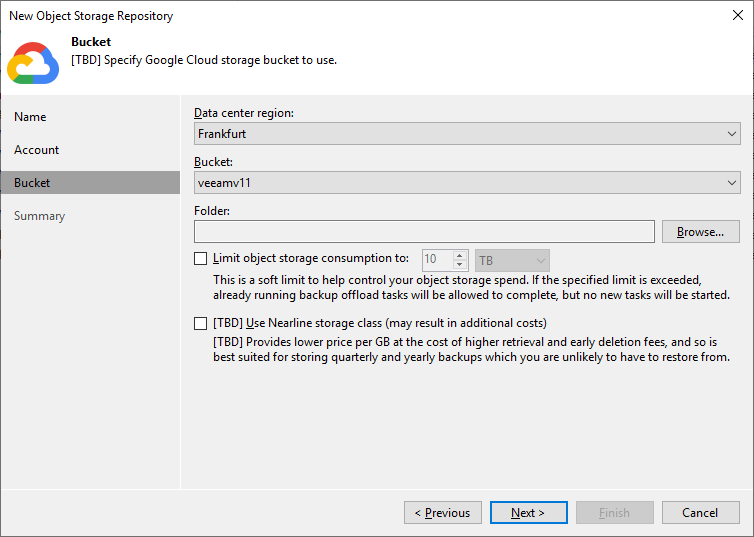 New Object Storage Repository
Bucket
[TBD] Specify Google Cloud storage bucket to use.
Name
Account
Bucket
Summary
Data center region:
Frankfurt
Bucket:
veeamv11
Folder:
Browse...
Limit object storage consumption to: 10 TB
This is a soft limit to help control your object storage spend. If the specified limit is exceeded,
already running backup offload tasks will be allowed to complete, but no new tasks will be started.
[TBD] Use Nearline storage class (may result in additional costs)
[TBD] Provides lower price per GB at the cost of higher retrieval and early deletion fees, and so is
best suited for storing quarterly and yearly backups which you are unlikely to have to restore from.
< Previous Next > Finish Cancel